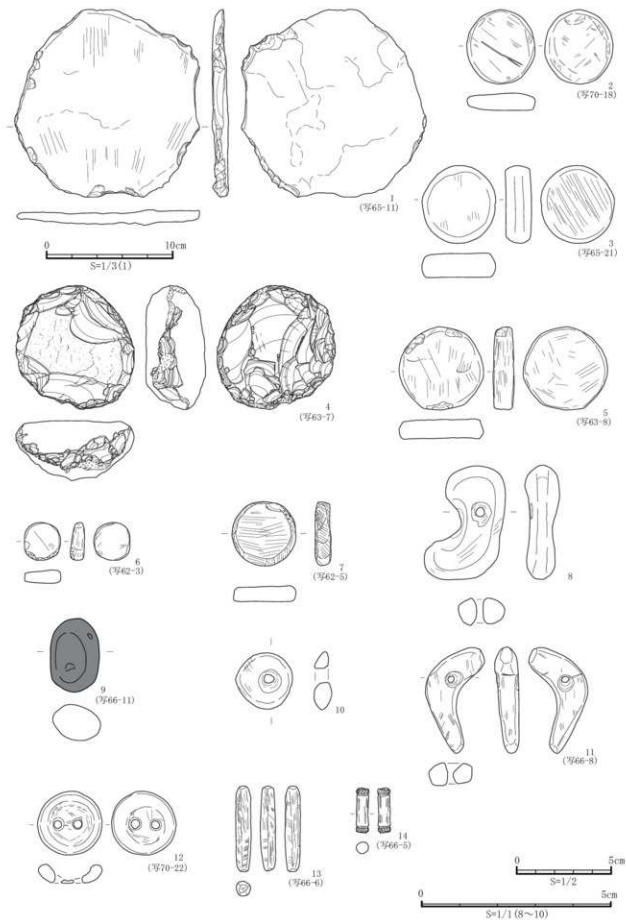 1
(写65-11)
0 10cm
S=1/3(1)
2
(写70-18)
3
(写65-21)
4
(写63-7)
5
(写63-8)
6
(写62-3)
7
(写62-5)
8
9
(写66-11)
10
11
(写66-8)
12
(写70-22)
13
(写66-6)
14
(写66-5)
0 5cm
S=1/2
0 5cm
S=1/1(8～10)